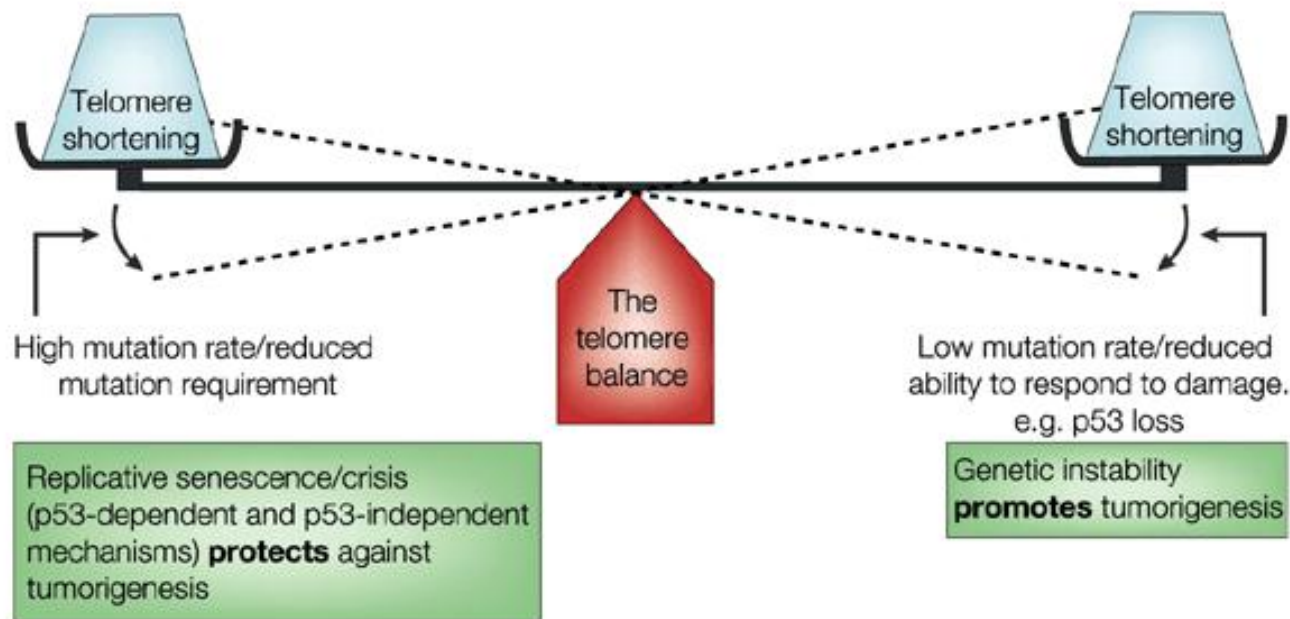 Telomere
shortening
Telomere
shortening
The
telomere
balance
High mutation rate/reduced
mutation requirement
Low mutation rate/reduced
ability to respond to damage.
e.g. p53 loss
Replicative senescence/crisis
(p53-dependent and p53-independent
mechanisms) protects against
tumorigenesis
Genetic instability
promotes tumorigenesis